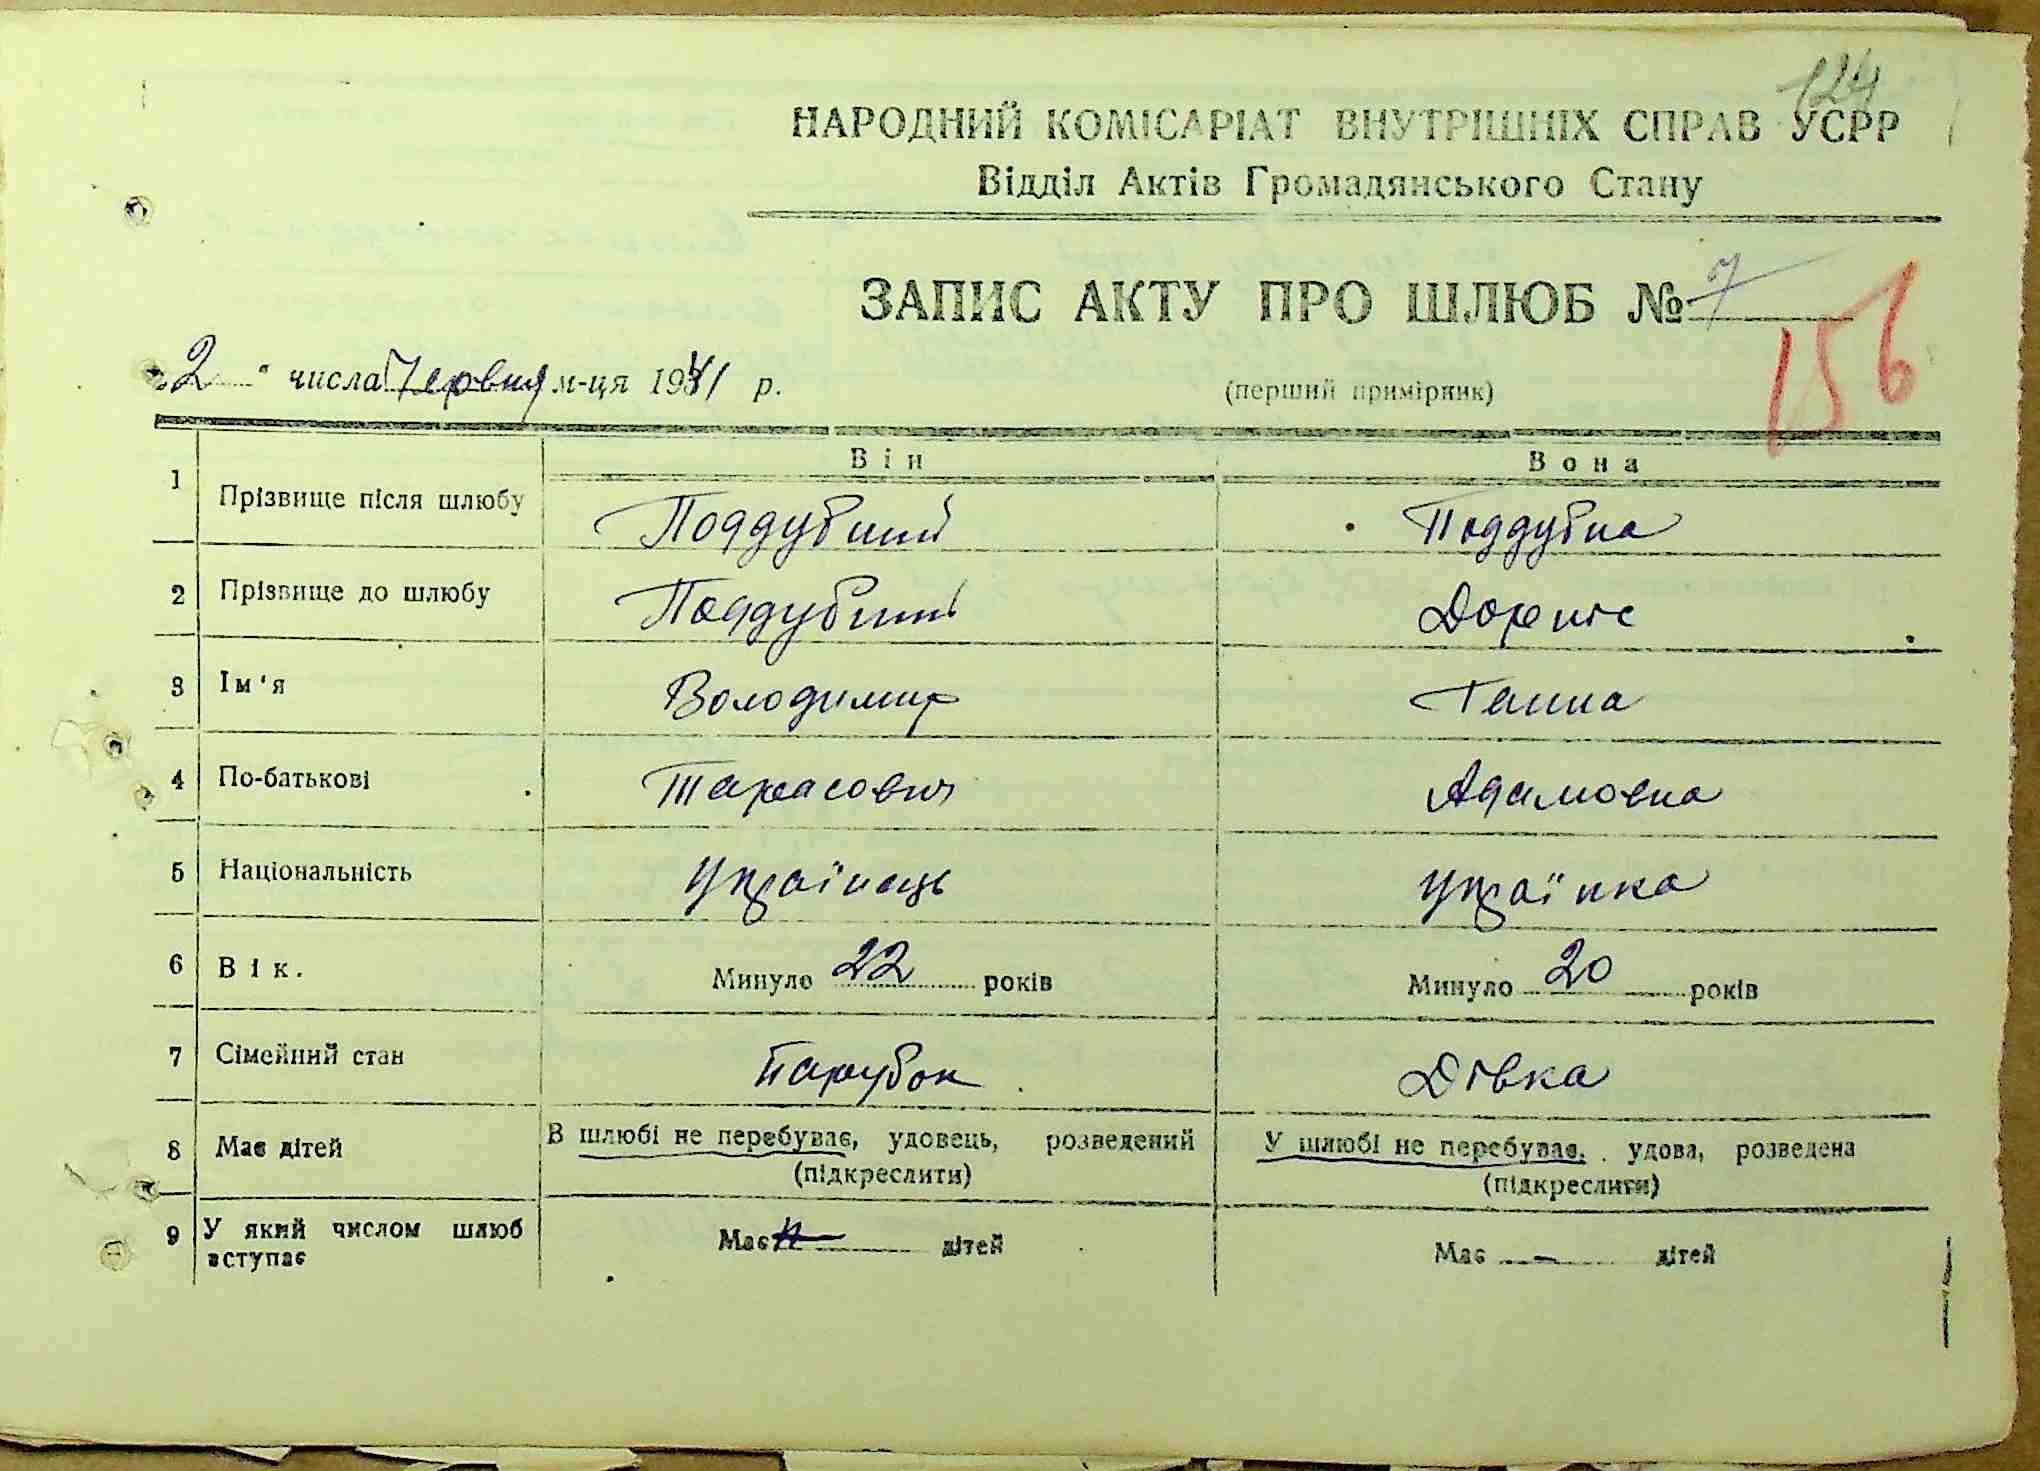 124
НАРОДНИЙ КОМІСАРІАТ ВНУТРІШНІХ СПРАВ УСРР
Відділ Актів Громадянського Стану
ЗАПИС АКТУ ПРО ШЛЮБ № 7
156
"2" числа Червня м-ця 1941 р.
(перший примірник)
Він Вона
1 Прізвище після шлюбу Поддубний Поддубна
2 Прізвище до шлюбу Поддубний
3 Ім'я Володимир Ганна
4 По-батькові Тарасович Адамовна
5 Національність Українець Українка
6 Вік. Минуло 22 років Минуло 20 років
7 Сімейний стан Парубок Дівка
8 Має дітей В шлюбі не перебуває, удовець, розведений У шлюбі не перебуває, удова, розведена
(підкреслити) (підкреслити)
9 У який числом шлюб Має — дітей Має — дітей
вступає